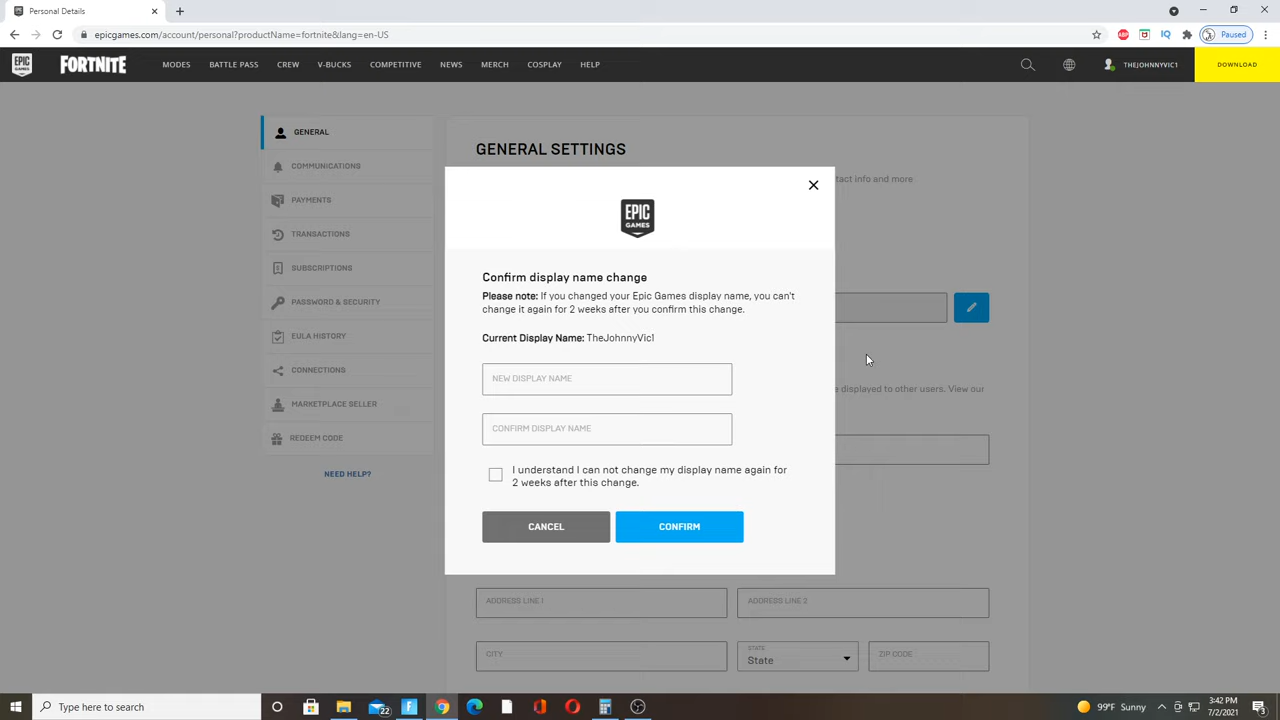 Personal Details
epicgames.com/account/personal?productName=fortnite&lang=en-US
ABP
IQ
Paused
EPIC GAMES
FORTNITE
MODES
BATTLE PASS
CREW
V-BUCKS
COMPETITIVE
NEWS
MERCH
COSPLAY
HELP
THEJOHNNYVIC1
DOWNLOAD
GENERAL
COMMUNICATIONS
PAYMENTS
TRANSACTIONS
SUBSCRIPTIONS
PASSWORD & SECURITY
EULA HISTORY
CONNECTIONS
MARKETPLACE SELLER
REDEEM CODE
NEED HELP?
GENERAL SETTINGS
tact info and more
EPIC
GAMES
Confirm display name change
Please note: If you changed your Epic Games display name, you can't
change it again for 2 weeks after you confirm this change.
Current Display Name: TheJohnnyVic1
NEW DISPLAY NAME
CONFIRM DISPLAY NAME
I understand I can not change my display name again for
2 weeks after this change.
CANCEL
CONFIRM
e displayed to other users. View our
ADDRESS LINE 1
ADDRESS LINE 2
CITY
STATE
State
ZIP CODE
Type here to search
22
99°F Sunny
3:42 PM
7/2/2021